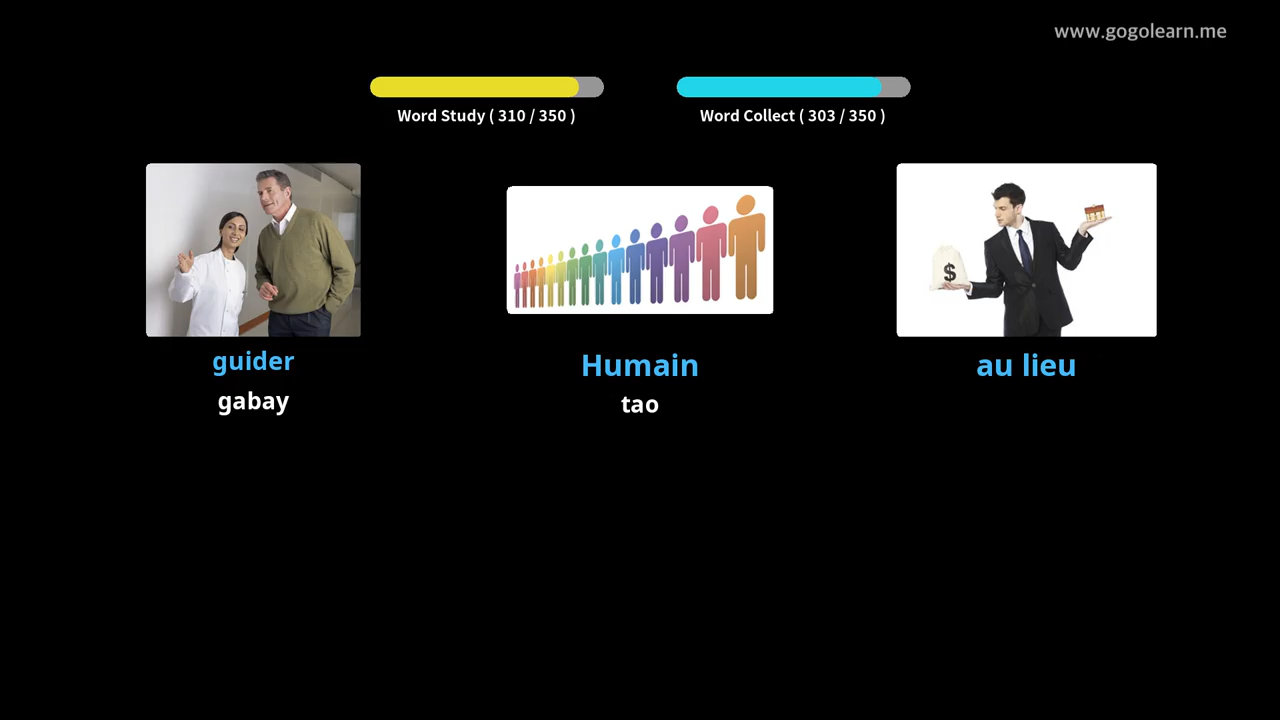 www.gogolearn.me
Word Study ( 310 / 350 )
Word Collect ( 303 / 350 )
$
guider
gabay
Humain
tao
au lieu